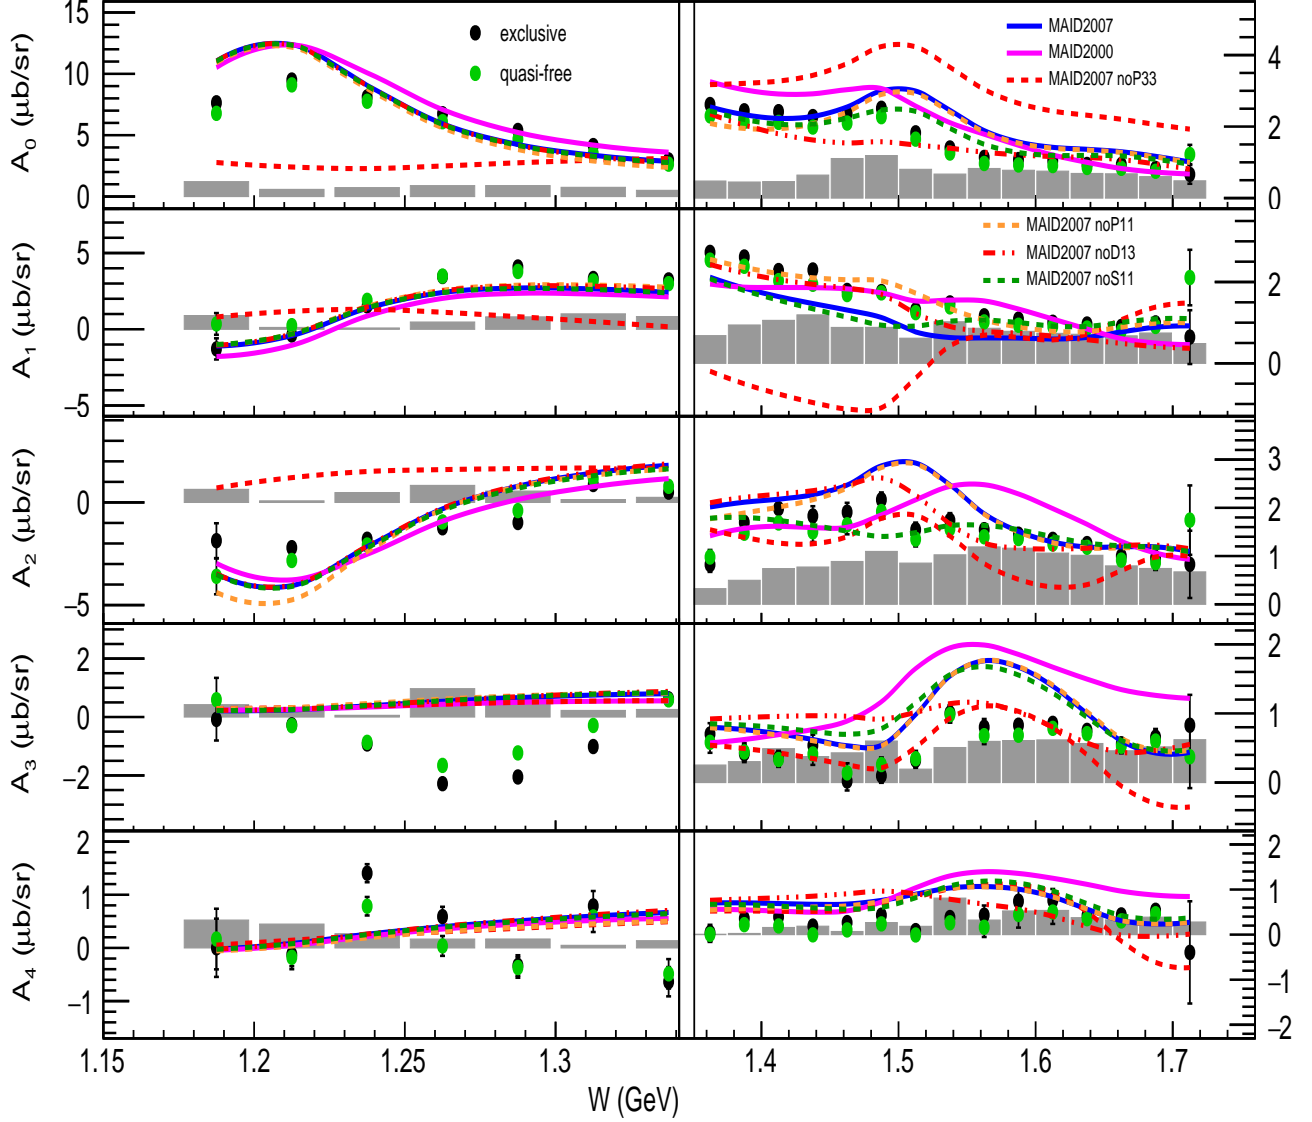 A0 (μb/sr)
15
10
5
0
exclusive
quasi-free
MAID2007
MAID2000
MAID2007 noP33
4
2
0
A1 (μb/sr)
5
0
−5
MAID2007 noP11
MAID2007 noD13
MAID2007 noS11
2
0
A2 (μb/sr)
0
−5
3
2
1
0
A3 (μb/sr)
2
0
−2
2
1
0
A4 (μb/sr)
2
1
0
−1
2
1
0
−1
−2
1.15 1.2 1.25 1.3 1.4 1.5 1.6 1.7
W (GeV)